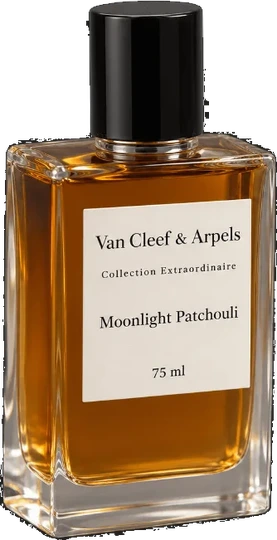 Van Cleef & Arpels
Collection Extraordinaire
Moonlight Patchouli
75 ml